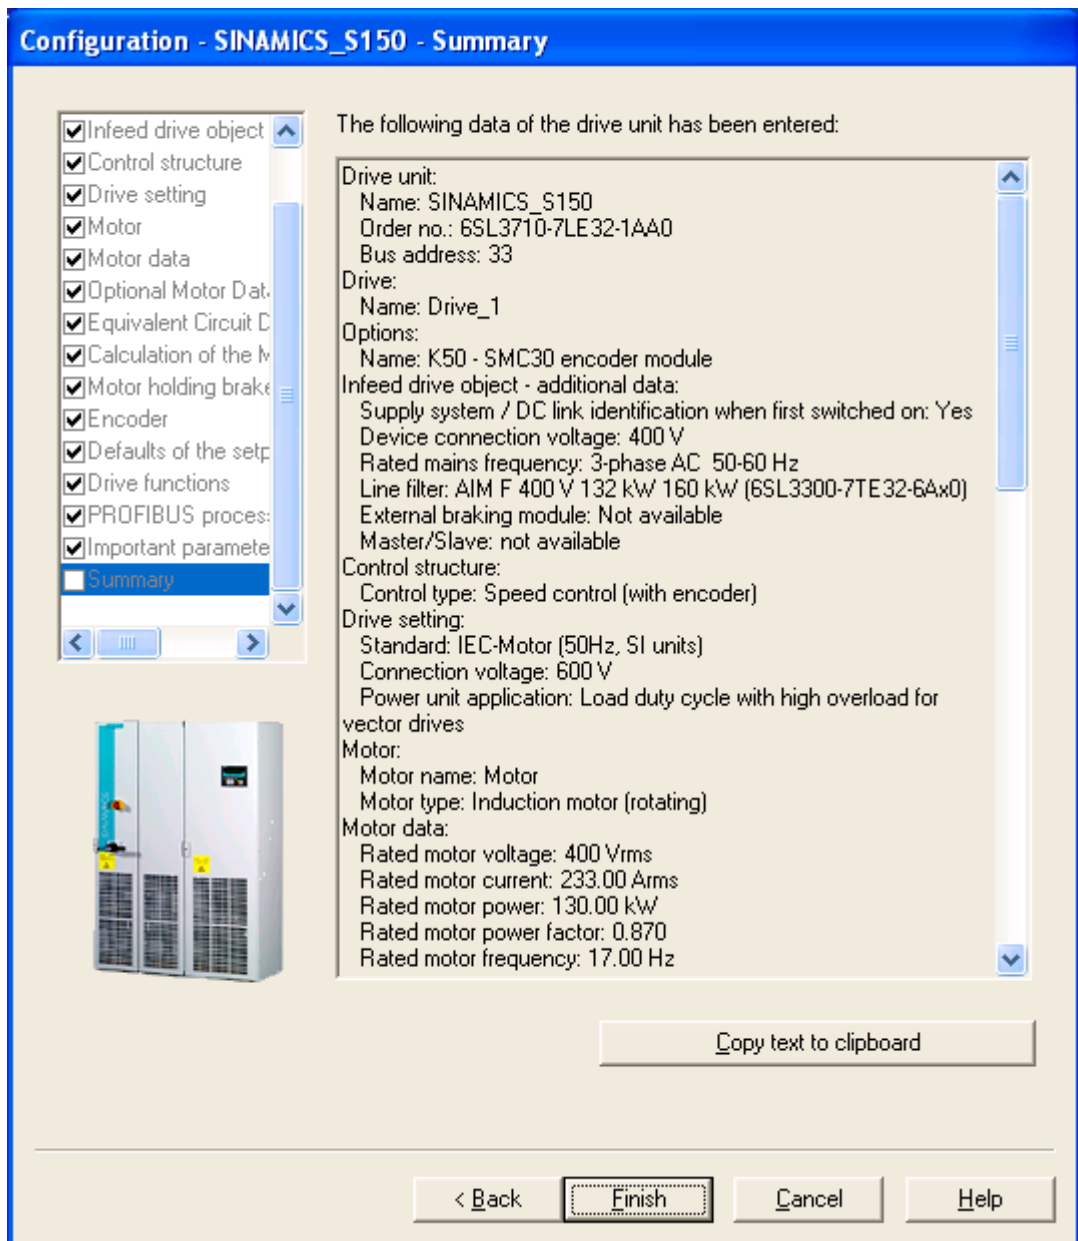 Configuration - SINAMICS_S150 - Summary
Infeed drive object
Control structure
Drive setting
Motor
Motor data
Optional Motor Dat
Equivalent Circuit D
Calculation of the M
Motor holding brake
Encoder
Defaults of the setp
Drive functions
PROFIBUS proces
Important paramete
Summary
The following data of the drive unit has been entered:
Drive unit:
Name: SINAMICS_S150
Order no.: 6SL3710-7LE32-1AA0
Bus address: 33
Drive:
Name: Drive_1
Options:
Name: K50 - SMC30 encoder module
Infeed drive object - additional data:
Supply system / DC link identification when first switched on: Yes
Device connection voltage: 400 V
Rated mains frequency: 3-phase AC  50-60 Hz
Line filter: AIM F 400 V 132 kW 160 kW (6SL3300-7TE32-6Ax0)
External braking module: Not available
Master/Slave: not available
Control structure:
Control type: Speed control (with encoder)
Drive setting:
Standard: IEC-Motor (50Hz, SI units)
Connection voltage: 600 V
Power unit application: Load duty cycle with high overload for
vector drives
Motor:
Motor name: Motor
Motor type: Induction motor (rotating)
Motor data:
Rated motor voltage: 400 Vrms
Rated motor current: 233.00 Arms
Rated motor power: 130.00 kW
Rated motor power factor: 0.870
Rated motor frequency: 17.00 Hz
Copy text to clipboard
< Back
Finish
Cancel
Help